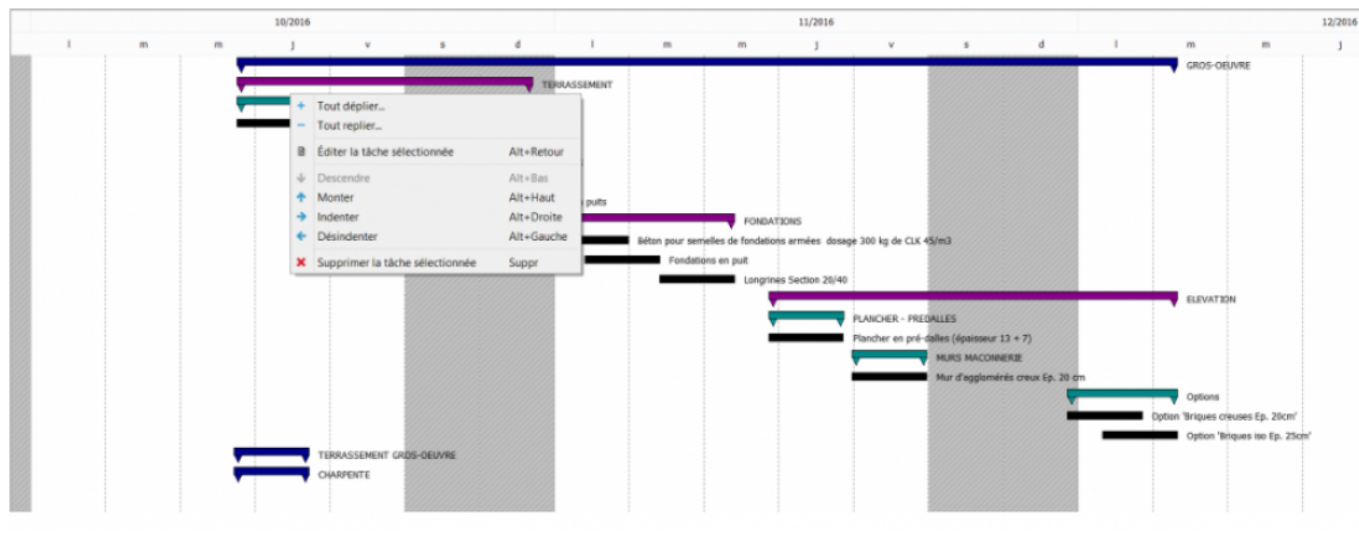 10/2016 11/2016 12/2016
l m m j v s d l m m j v s d l m m j
GROS-OEUVRE
TERRASSEMENT
+ Tout déplier...
− Tout replier...
Éditer la tâche sélectionnée Alt+Retour
Descendre Alt+Bas
Monter Alt+Haut
puits
Indenter Alt+Droite
FONDATIONS
Désindenter Alt+Gauche
Béton pour semelles de fondations armées dosage 300 kg de CLK 45/m3
Supprimer la tâche sélectionnée Suppr
Fondations en puit
Longrines Section 20/40
ELEVATION
PLANCHER - PREDALLES
Plancher en pré-dalles (épaisseur 13 + 7)
MURS MACONNERIE
Mur d'agglomérés creux Ep. 20 cm
Options
Option 'Briques creuses Ep. 20cm'
Option 'Briques iso Ep. 25cm'
TERRASSEMENT GROS-OEUVRE
CHARPENTE